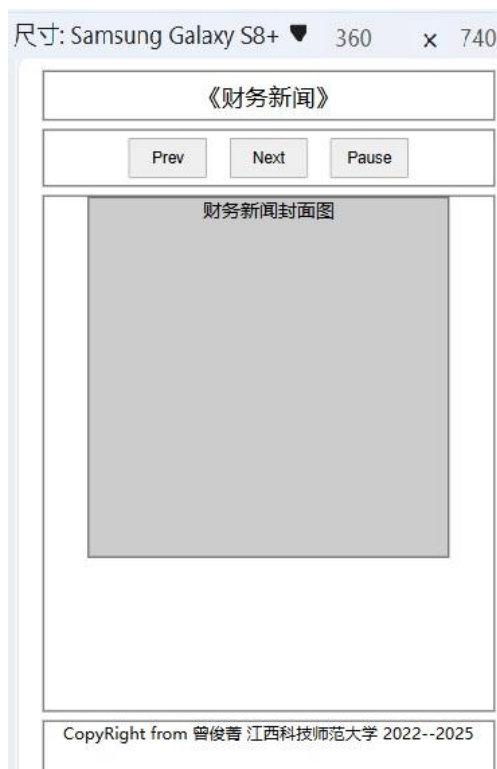 尺寸: Samsung Galaxy S8+ 360 × 740
《财务新闻》
Prev Next Pause
财务新闻封面图
CopyRight from 曾俊菁 江西科技师范大学 2022--2025